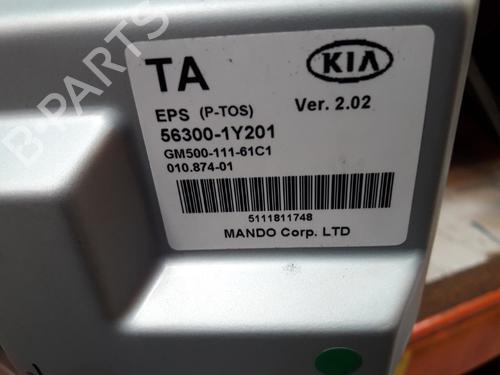 TA
KIA
EPS (P-TOS)
Ver. 2.02
56300-1Y201
GM500-111-61C1
010.874-01
5111811748
MANDO Corp. LTD
B-PARTS